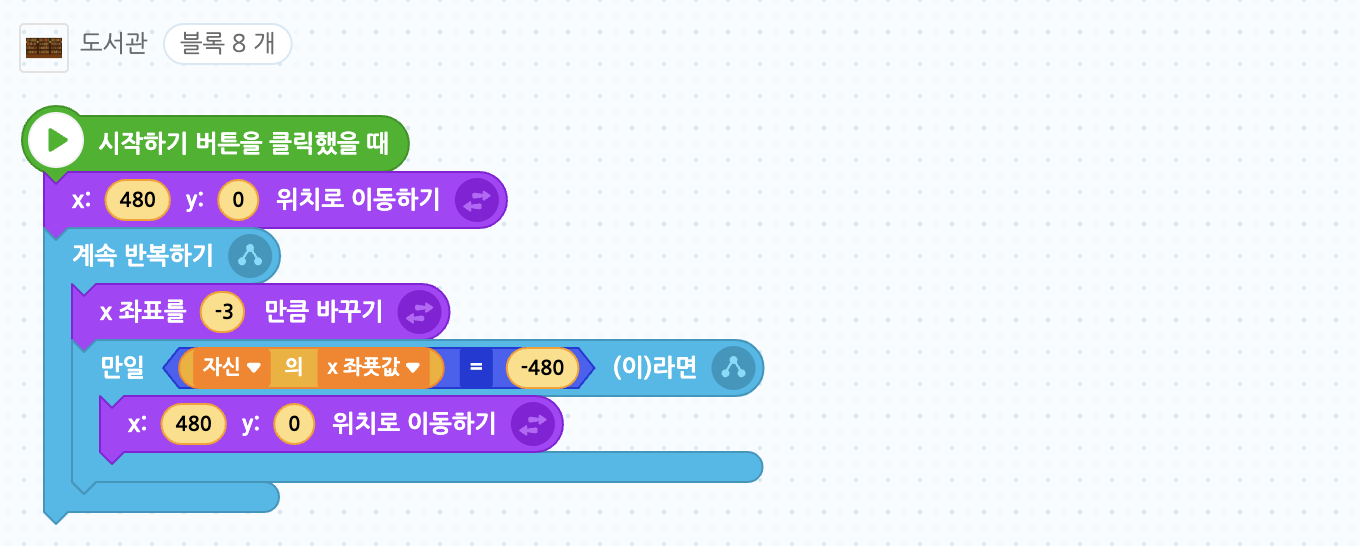 도서관 블록 8 개
시작하기 버튼을 클릭했을 때
x: 480 y: 0 위치로 이동하기
계속 반복하기
x 좌표를 -3 만큼 바꾸기
만일 자신 의 x 좌푯값 = -480 (이)라면
x: 480 y: 0 위치로 이동하기